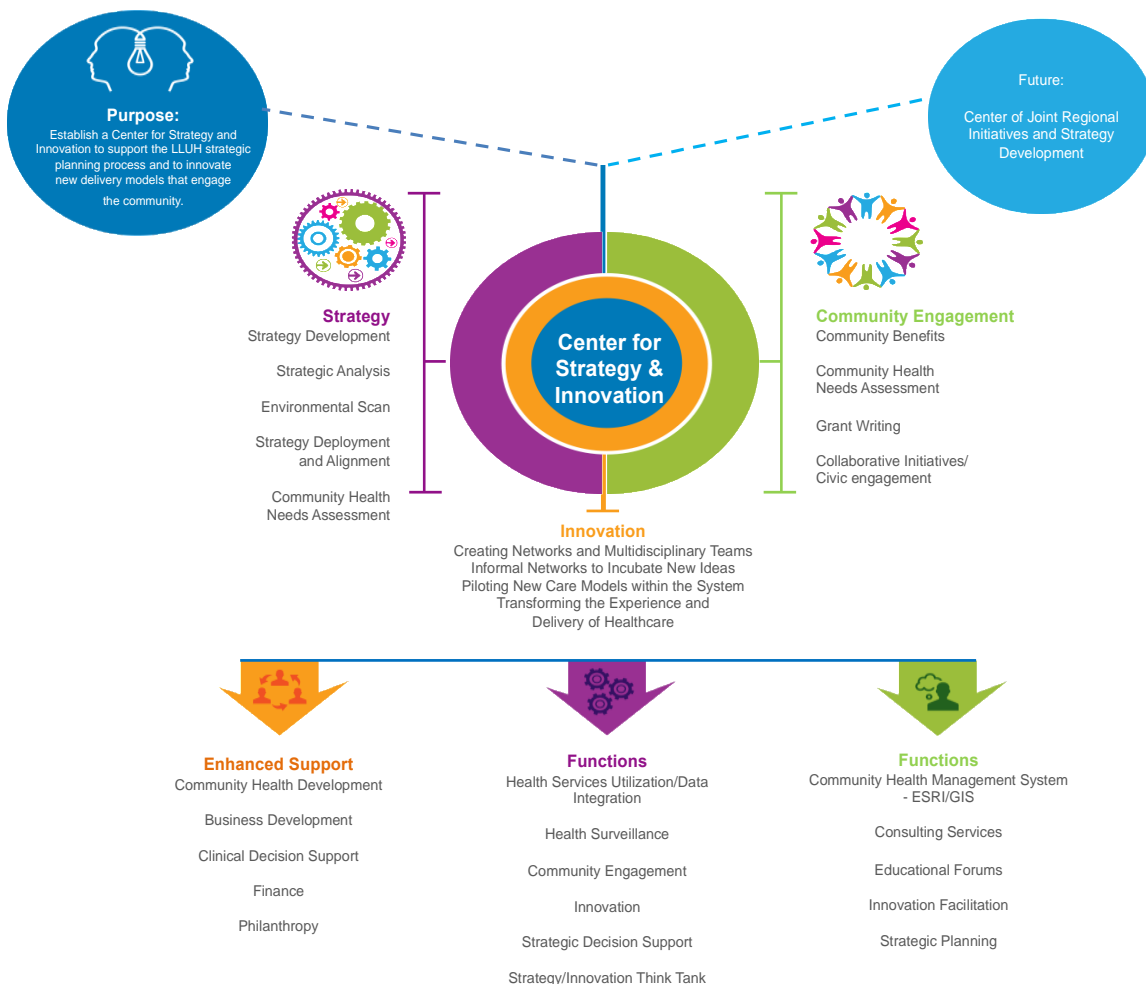 Purpose:
Establish a Center for Strategy and
Innovation to support the LLUH strategic
planning process and to innovate
new delivery models that engage
the community.
Future:
Center of Joint Regional
Initiatives and Strategy
Development
Strategy
Strategy Development
Strategic Analysis
Environmental Scan
Strategy Deployment
and Alignment
Community Health
Needs Assessment
Center for
Strategy &
Innovation
Community Engagement
Community Benefits
Community Health
Needs Assessment
Grant Writing
Collaborative Initiatives/
Civic engagement
Innovation
Creating Networks and Multidisciplinary Teams
Informal Networks to Incubate New Ideas
Piloting New Care Models within the System
Transforming the Experience and
Delivery of Healthcare
Enhanced Support
Community Health Development
Business Development
Clinical Decision Support
Finance
Philanthropy
Functions
Health Services Utilization/Data
Integration
Health Surveillance
Community Engagement
Innovation
Strategic Decision Support
Strategy/Innovation Think Tank
Functions
Community Health Management System
- ESRI/GIS
Consulting Services
Educational Forums
Innovation Facilitation
Strategic Planning